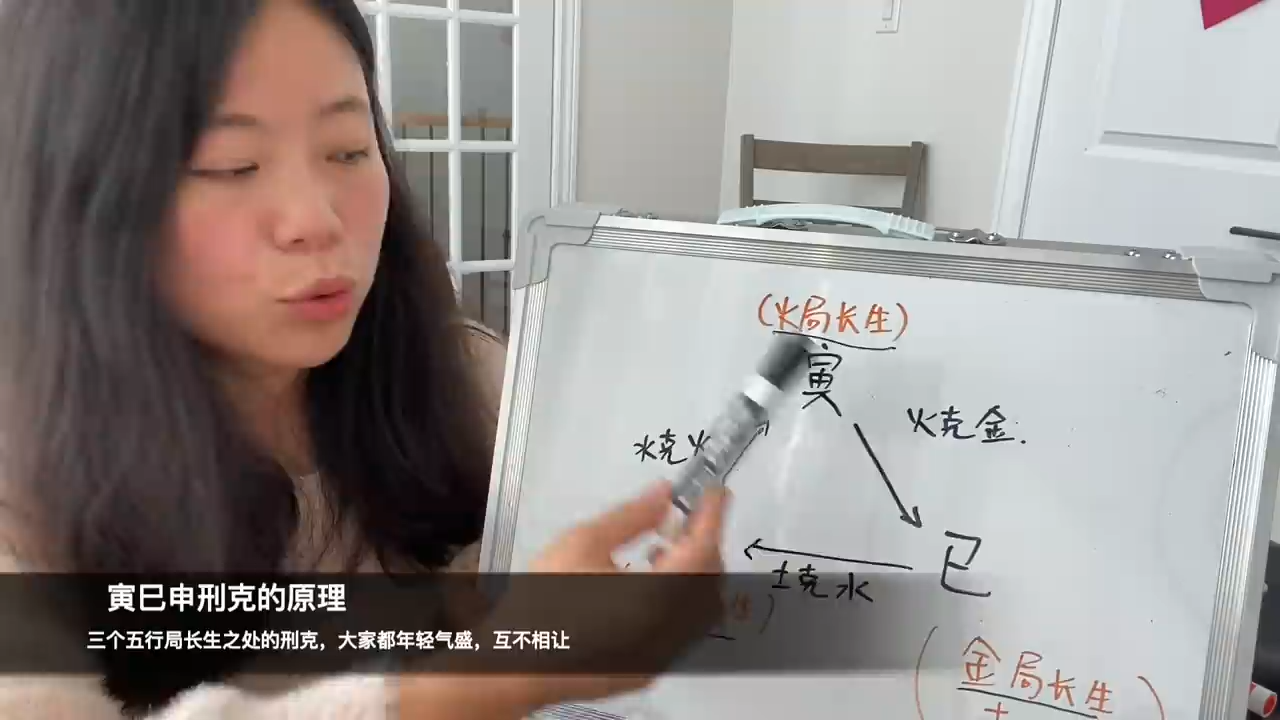 (火局长生)
寅
火克金.
水克火
巳
土克水
金局长生
土
寅巳申刑克的原理
三个五行局长生之处的刑克，大家都年轻气盛，互不相让